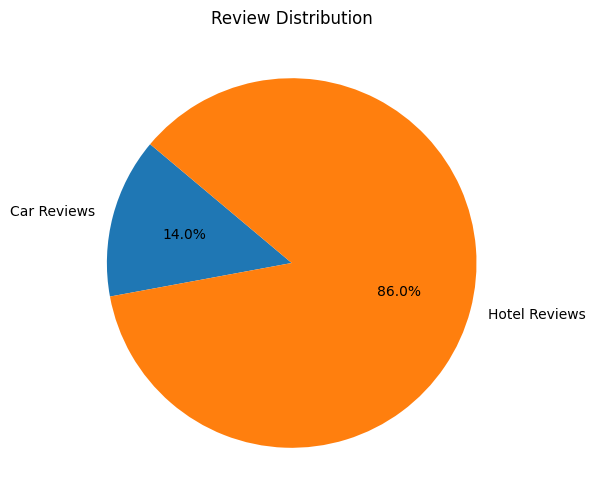 Review Distribution
Car Reviews
14.0%
86.0%
Hotel Reviews